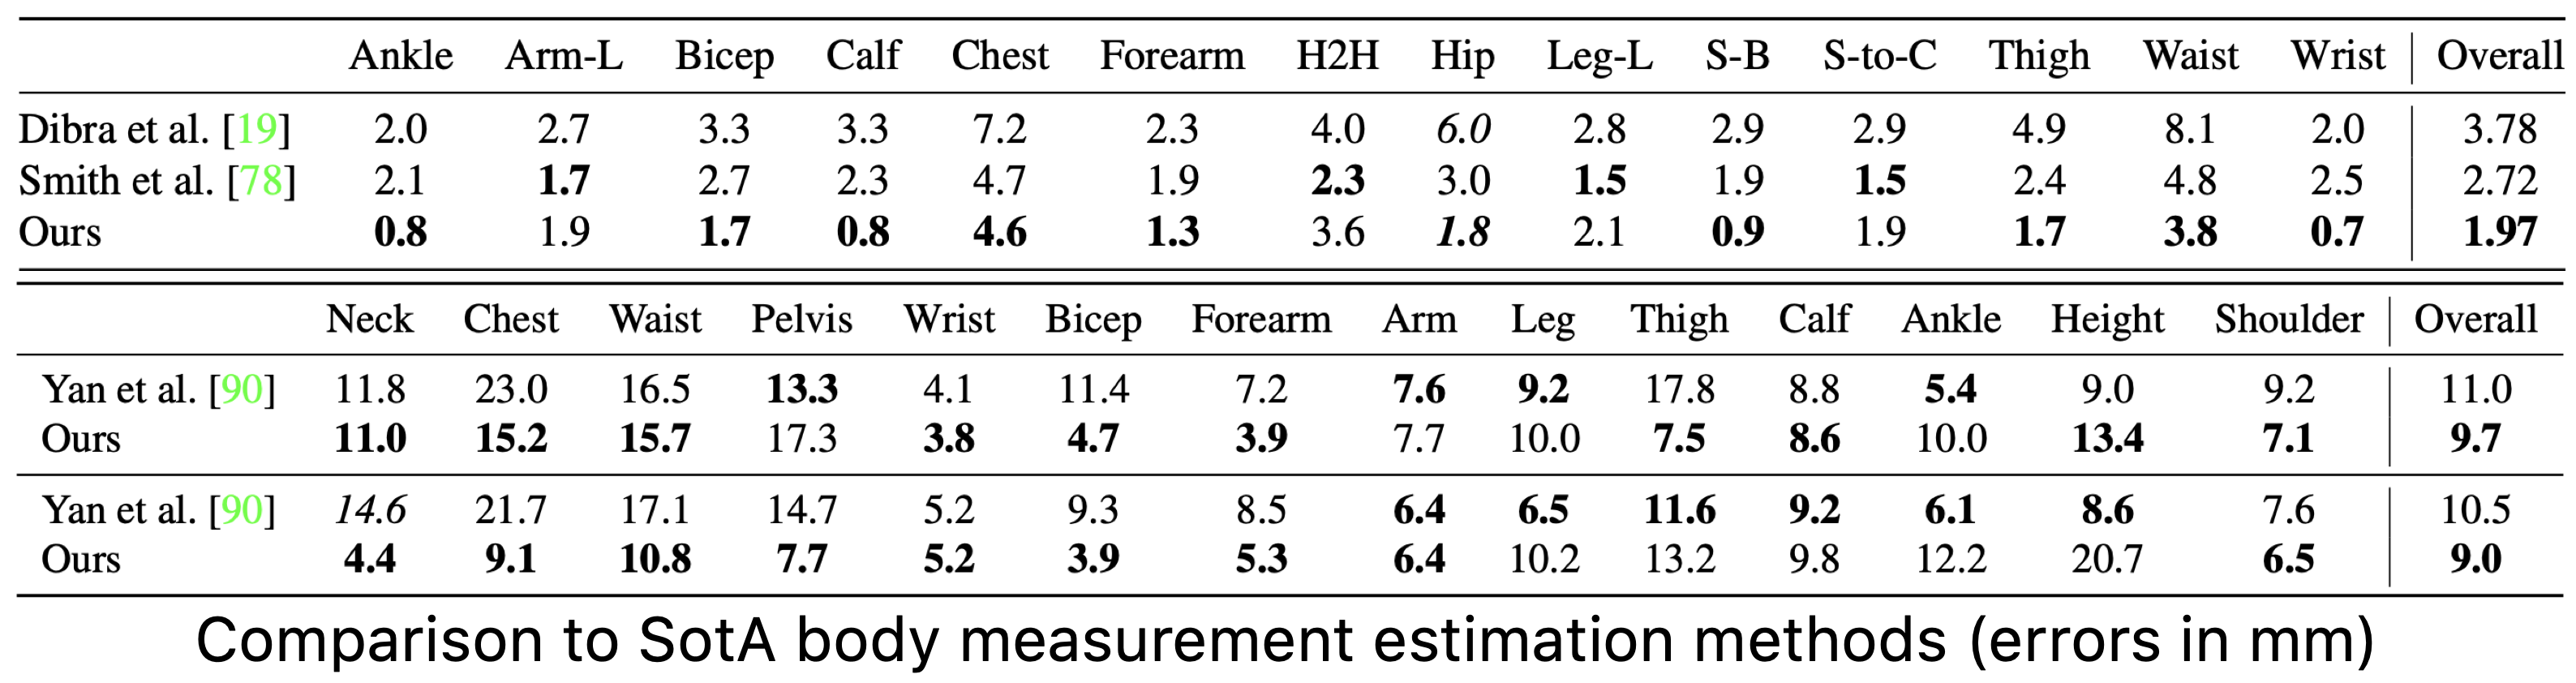 Ankle Arm-L Bicep Calf Chest Forearm H2H Hip Leg-L S-B S-to-C Thigh Waist Wrist Overall
Dibra et al. [19] 2.0 2.7 3.3 3.3 7.2 2.3 4.0 6.0 2.8 2.9 2.9 4.9 8.1 2.0 3.78
Smith et al. [78] 2.1 1.7 2.7 2.3 4.7 1.9 2.3 3.0 1.5 1.9 1.5 2.4 4.8 2.5 2.72
Ours 0.8 1.9 1.7 0.8 4.6 1.3 3.6 1.8 2.1 0.9 1.9 1.7 3.8 0.7 1.97
Neck Chest Waist Pelvis Wrist Bicep Forearm Arm Leg Thigh Calf Ankle Height Shoulder Overall
Yan et al. [90] 11.8 23.0 16.5 13.3 4.1 11.4 7.2 7.6 9.2 17.8 8.8 5.4 9.0 9.2 11.0
Ours 11.0 15.2 15.7 17.3 3.8 4.7 3.9 7.7 10.0 7.5 8.6 10.0 13.4 7.1 9.7
Yan et al. [90] 14.6 21.7 17.1 14.7 5.2 9.3 8.5 6.4 6.5 11.6 9.2 6.1 8.6 7.6 10.5
Ours 4.4 9.1 10.8 7.7 5.2 3.9 5.3 6.4 10.2 13.2 9.8 12.2 20.7 6.5 9.0
Comparison to SotA body measurement estimation methods (errors in mm)